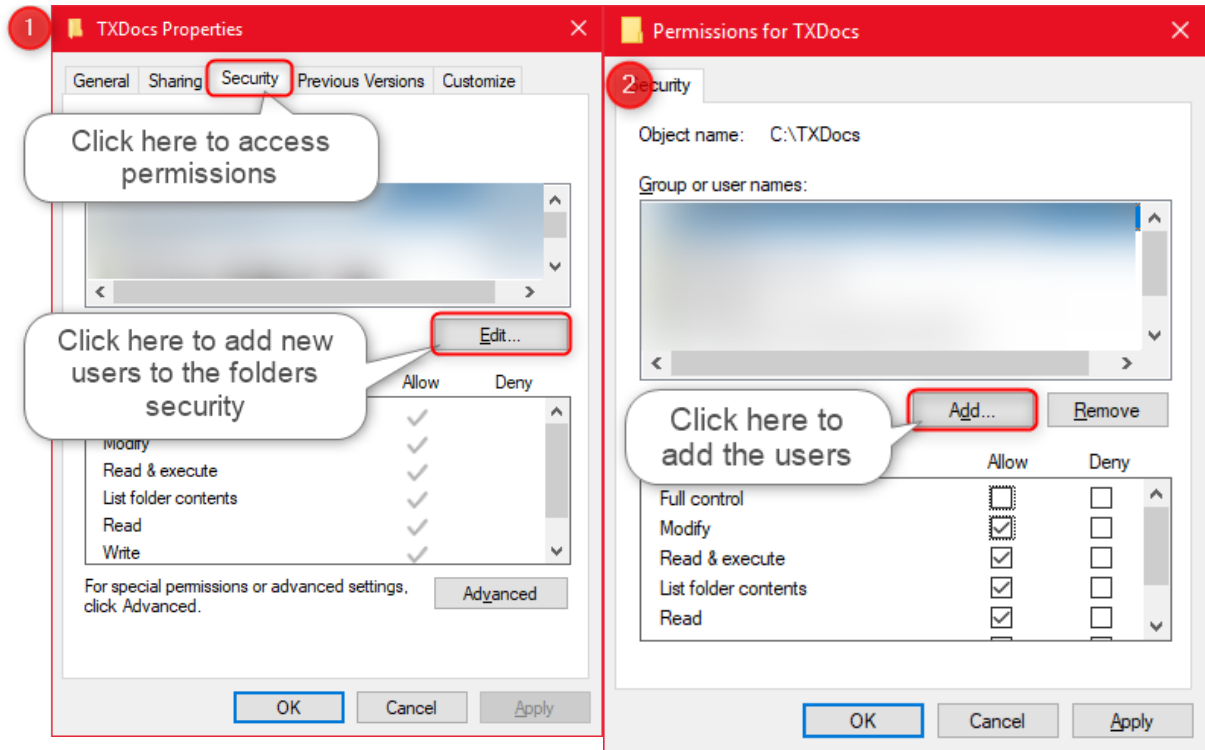 1
TXDocs Properties
General Sharing Security Previous Versions Customize
Click here to access
permissions
Edit...
Click here to add new
users to the folders
security
Allow Deny
Modify
Read & execute
List folder contents
Read
Write
For special permissions or advanced settings,
click Advanced.
Advanced
OK Cancel Apply
2
Permissions for TXDocs
Security
Object name: C:\TXDocs
Group or user names:
Add... Remove
Click here to
add the users
Allow Deny
Full control
Modify
Read & execute
List folder contents
Read
OK Cancel Apply